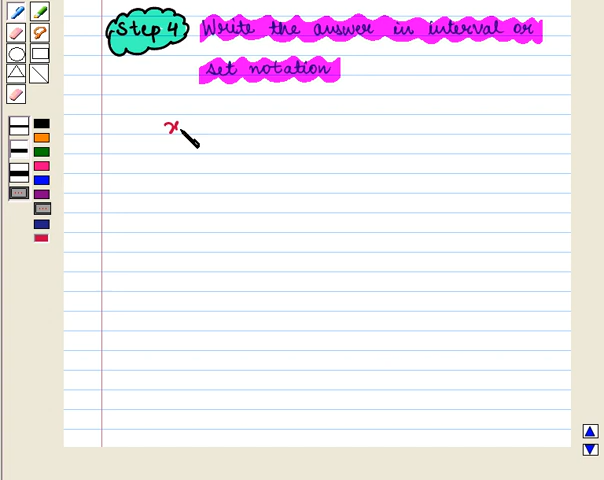 Step 4 Write the answer in interval or
set notation
x